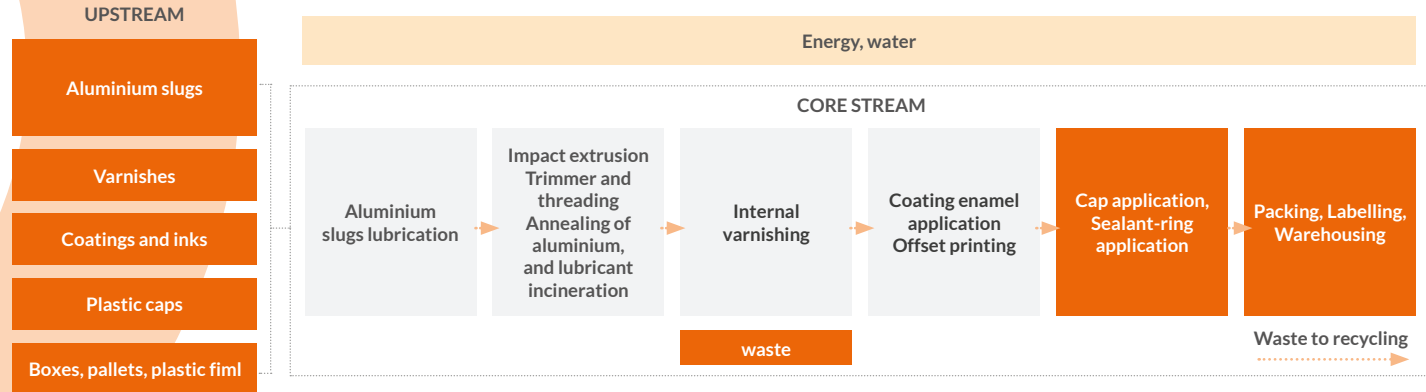 UPSTREAM
Aluminium slugs
Varnishes
Coatings and inks
Plastic caps
Boxes, pallets, plastic fiml
Energy, water
CORE STREAM
Aluminium
slugs lubrication
Impact extrusion
Trimmer and
threading
Annealing of
aluminium,
and lubricant
incineration
Internal
varnishing
Coating enamel
application
Offset printing
Cap application,
Sealant-ring
application
Packing, Labelling,
Warehousing
waste
Waste to recycling